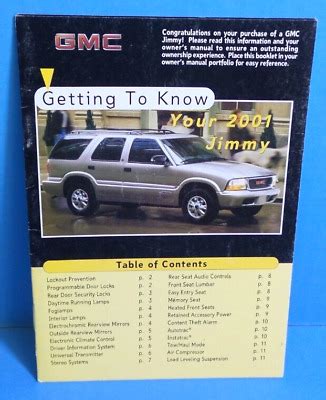 GMC
Congratulations on your purchase of a GMC
Jimmy! Please read this information and your
owner's manual to ensure an outstanding
ownership experience. Place this booklet in your
owner's manual portfolio for easy reference.
Getting To Know
Your 2001
Jimmy
GMC
Table of Contents
Lockout Prevention p. 2
Programmable Door Locks p. 2
Rear Door Security Locks p. 3
Daytime Running Lamps p. 3
Foglamps p. 4
Interior Lamps p. 4
Electrochromic Rearview Mirrors p. 4
Outside Rearview Mirrors p. 5
Electronic Climate Control p. 5
Driver Information System p. 6
Universal Transmitter p. 6
Stereo Systems p. 7
Rear Seat Audio Controls p. 8
Front Seat Lumbar p. 8
Easy Entry Seat p. 8
Memory Seat p. 8
Heated Front Seats p. 9
Retained Accessory Power p. 9
Content Theft Alarm p. 10
Autotrac® p. 10
Instatrac® p. 10
Tow/Haul Mode p. 11
Air Compressor p. 11
Load Leveling Suspension p. 11